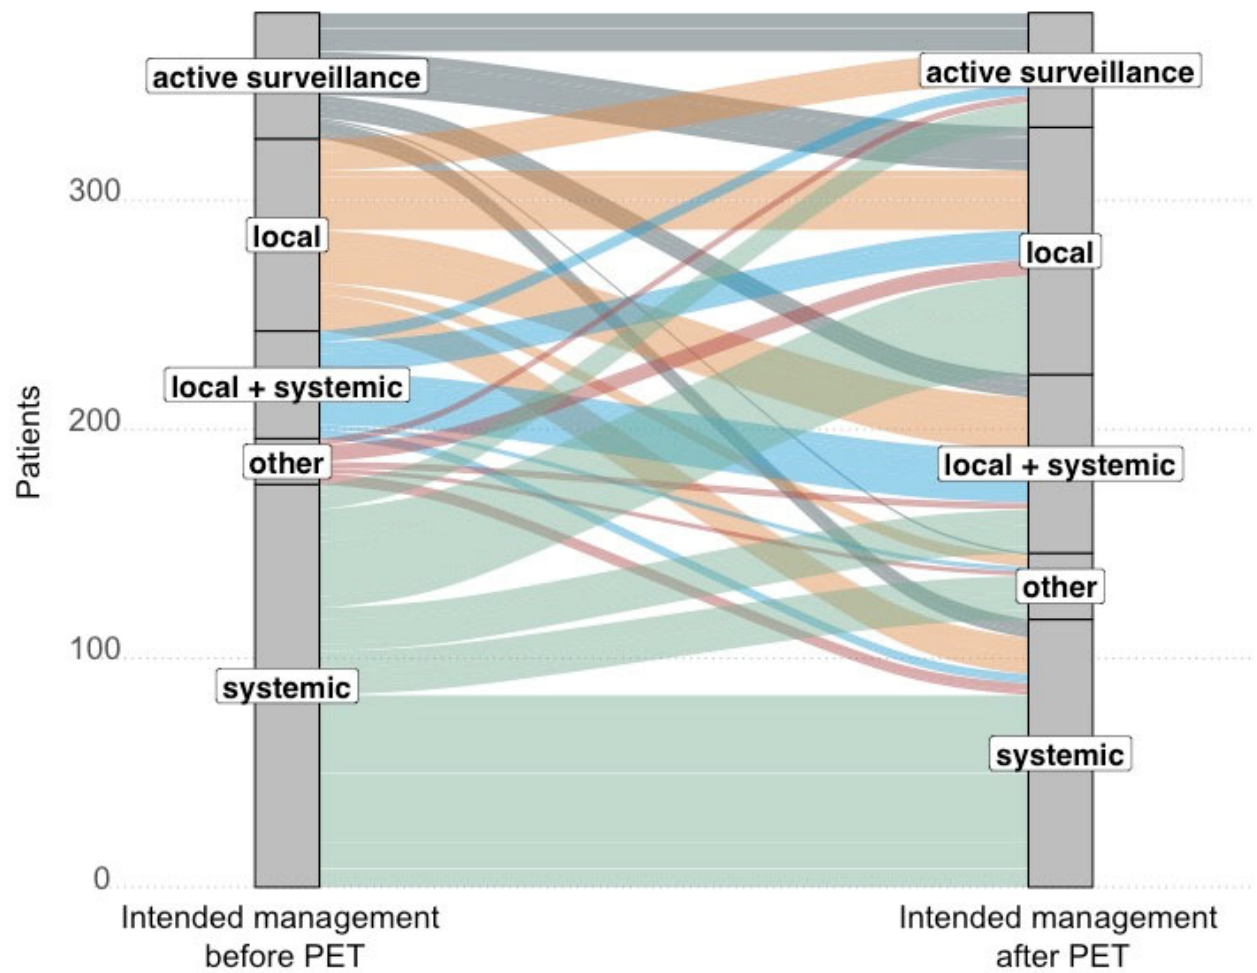 active surveillance
active surveillance
300
local
local
local + systemic
200
other
local + systemic
other
100
systemic
systemic
0
Patients
Intended management
before PET
Intended management
after PET